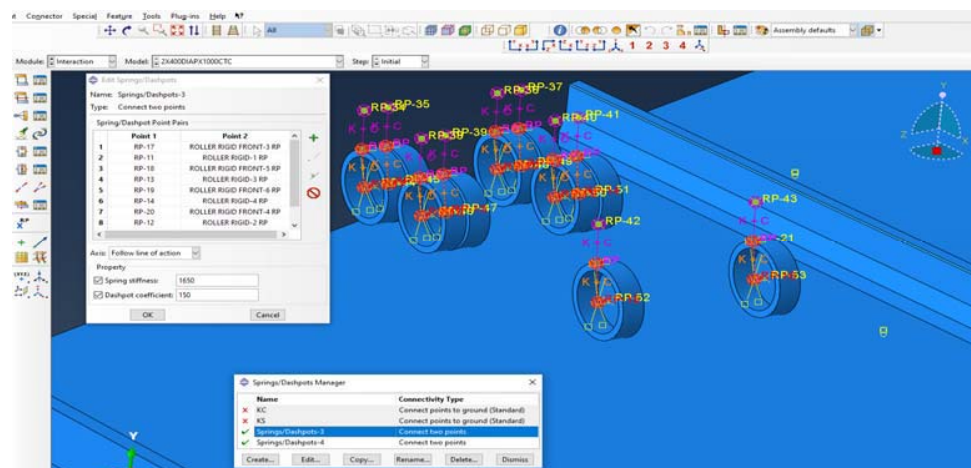 Connector Special Feature Tools Plug-ins Help
All
Assembly defaults
1 2 3 4
Module: Interaction Model: 2X400DIAPX1000CTC Step: Initial
Edit Springs/Dashpots
Name: Springs/Dashpots-3
Type: Connect two points
Spring/Dashpot Point Pairs
Point 1 Point 2
1 RP-17 ROLLER RIGID FRONT-3 RP
2 RP-11 ROLLER RIGID-1 RP
3 RP-18 ROLLER RIGID FRONT-5 RP
4 RP-13 ROLLER RIGID-3 RP
5 RP-19 ROLLER RIGID FRONT-6 RP
6 RP-14 ROLLER RIGID-4 RP
7 RP-20 ROLLER RIGID FRONT-4 RP
8 RP-12 ROLLER RIGID-2 RP
Axis: Follow line of action
Property
Spring stiffness: 1650
Dashpot coefficient: 150
OK Cancel
RP
(XYZ)
RP-35
RP-37
RP-39
RP-41
RP-47
RP-51
RP-42
RP-52
RP-43
RP-53
K C
Y
Z
Y
Springs/Dashpots Manager
Name Connectivity Type
KC Connect points to ground (Standard)
KS Connect points to ground (Standard)
Springs/Dashpots-3 Connect two points
Springs/Dashpots-4 Connect two points
Create... Edit... Copy... Rename... Delete... Dismiss